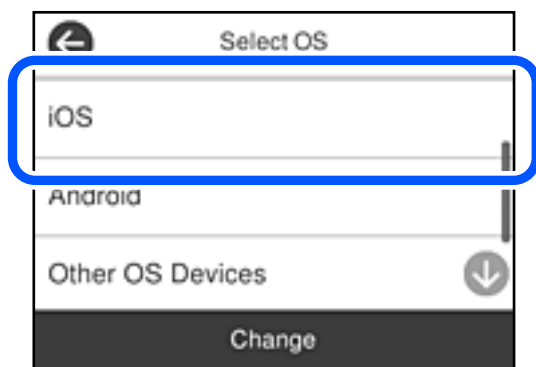 Select OS
iOS
Android
Other OS Devices
Change